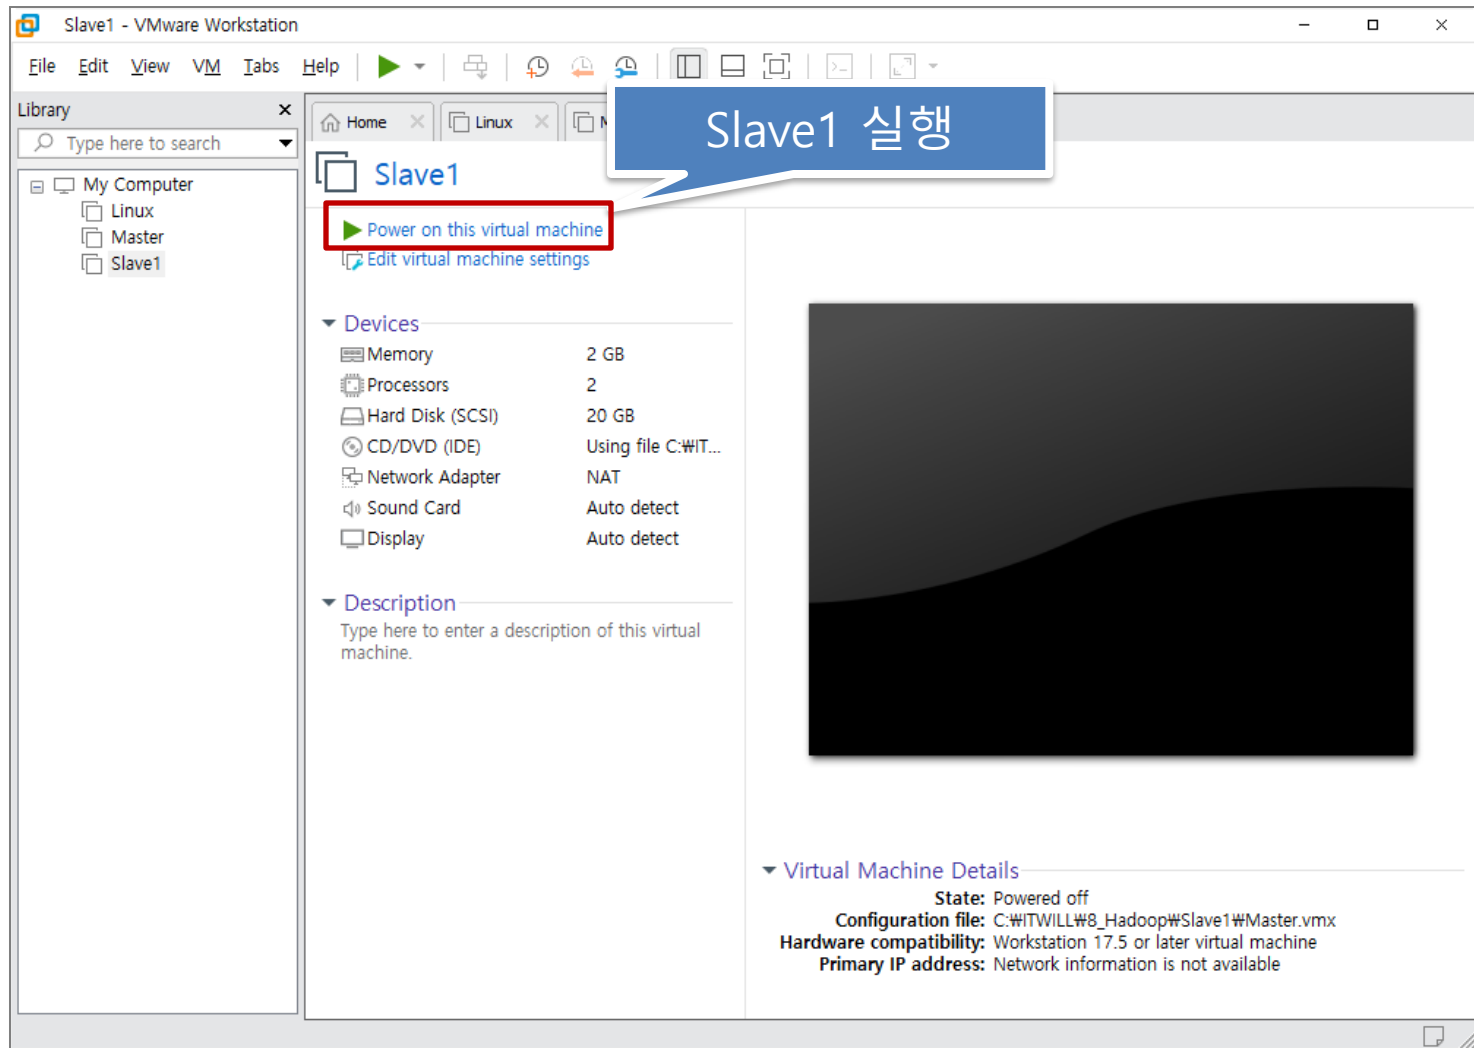 Slave1 - VMware Workstation
File Edit View VM Tabs Help
Library
Type here to search
My Computer
Linux
Master
Slave1
Home
Linux
Slave1 실행
Slave1
Power on this virtual machine
Edit virtual machine settings
Devices
Memory 2 GB
Processors 2
Hard Disk (SCSI) 20 GB
CD/DVD (IDE) Using file C:₩IT...
Network Adapter NAT
Sound Card Auto detect
Display Auto detect
Description
Type here to enter a description of this virtual
machine.
Virtual Machine Details
State: Powered off
Configuration file: C:₩ITWILL₩8_Hadoop₩Slave1₩Master.vmx
Hardware compatibility: Workstation 17.5 or later virtual machine
Primary IP address: Network information is not available